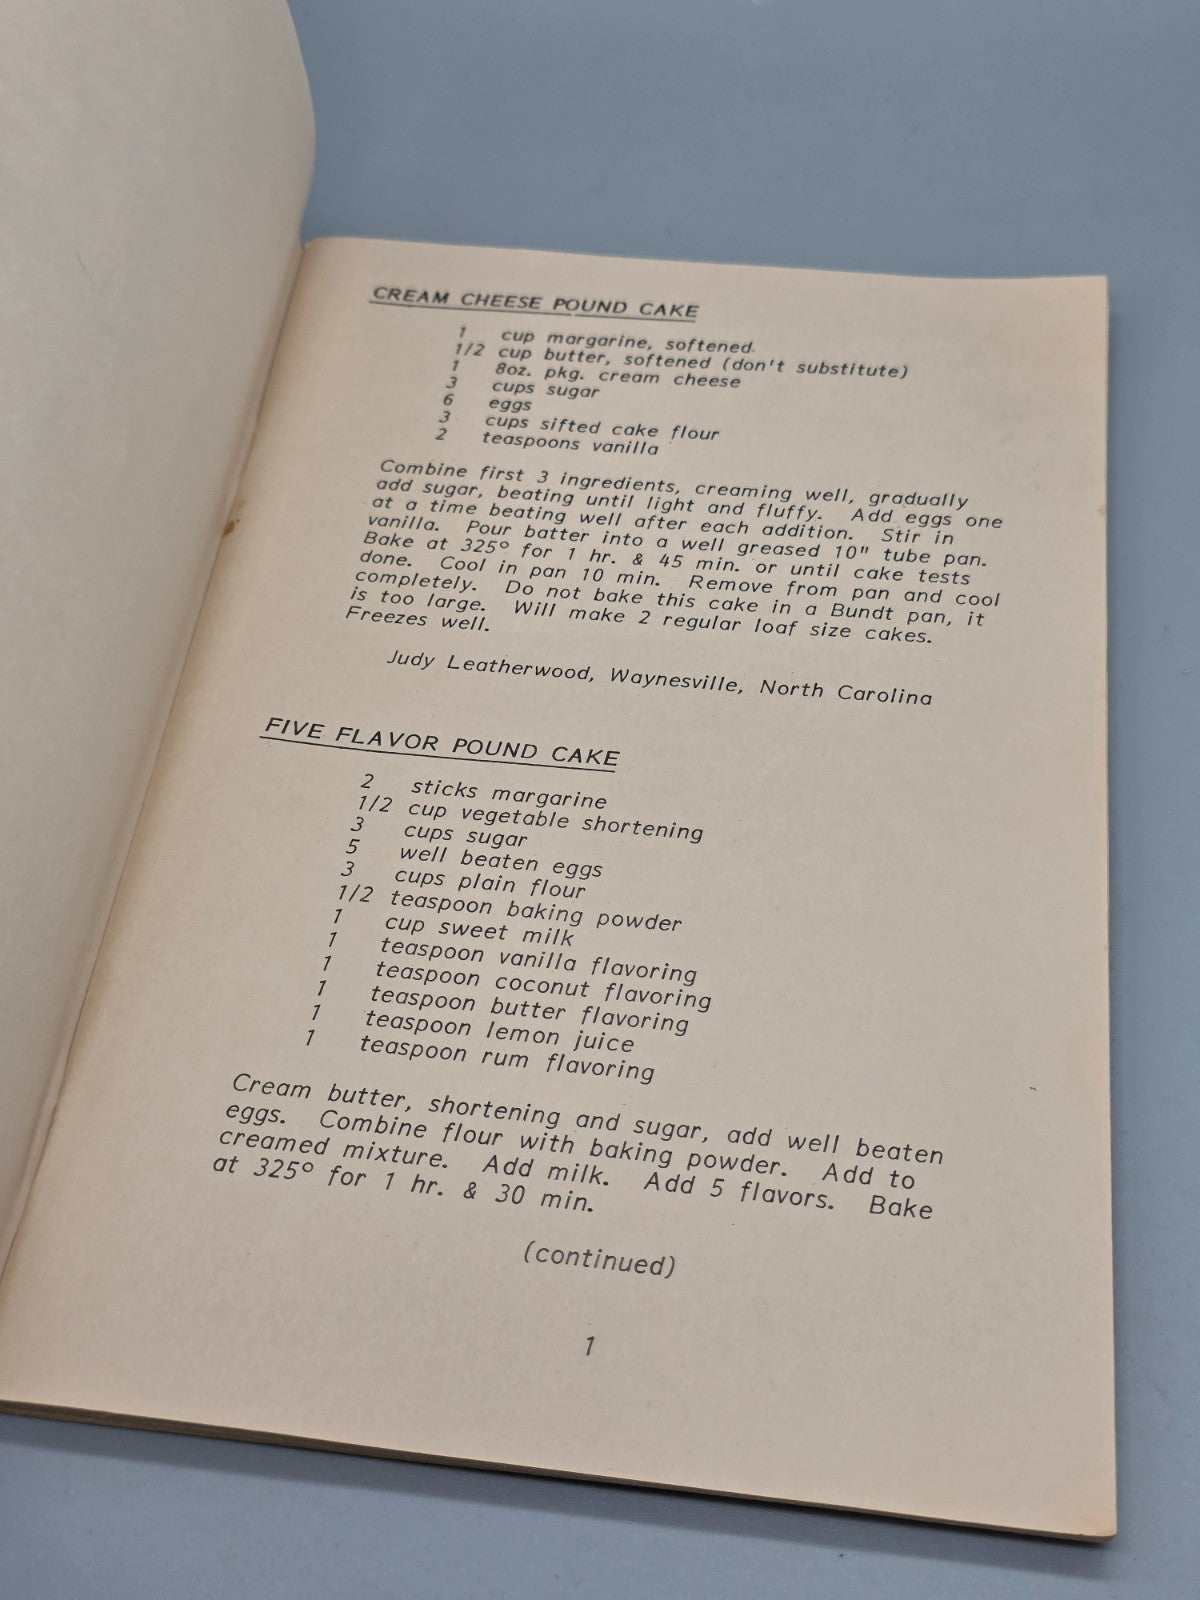 CREAM CHEESE POUND CAKE
1 cup margarine, softened
1/2 cup butter, softened (don't substitute)
1 8oz. pkg. cream cheese
3 cups sugar
6 eggs
3 cups sifted cake flour
2 teaspoons vanilla
Combine first 3 ingredients, creaming well, gradually
add sugar, beating until light and fluffy. Add eggs one
at a time beating well after each addition. Stir in
vanilla. Pour batter into a well greased 10" tube pan.
Bake at 325° for 1 hr. & 45 min. or until cake tests
done. Cool in pan 10 min. Remove from pan and cool
completely. Do not bake this cake in a Bundt pan, it
is too large. Will make 2 regular loaf size cakes.
Freezes well.
Judy Leatherwood, Waynesville, North Carolina
FIVE FLAVOR POUND CAKE
2 sticks margarine
1/2 cup vegetable shortening
3 cups sugar
5 well beaten eggs
3 cups plain flour
1/2 teaspoon baking powder
1 cup sweet milk
1 teaspoon vanilla flavoring
1 teaspoon coconut flavoring
1 teaspoon butter flavoring
1 teaspoon lemon juice
1 teaspoon rum flavoring
Cream butter, shortening and sugar, add well beaten
eggs. Combine flour with baking powder. Add to
creamed mixture. Add milk. Add 5 flavors. Bake
at 325° for 1 hr. & 30 min.
(continued)
1